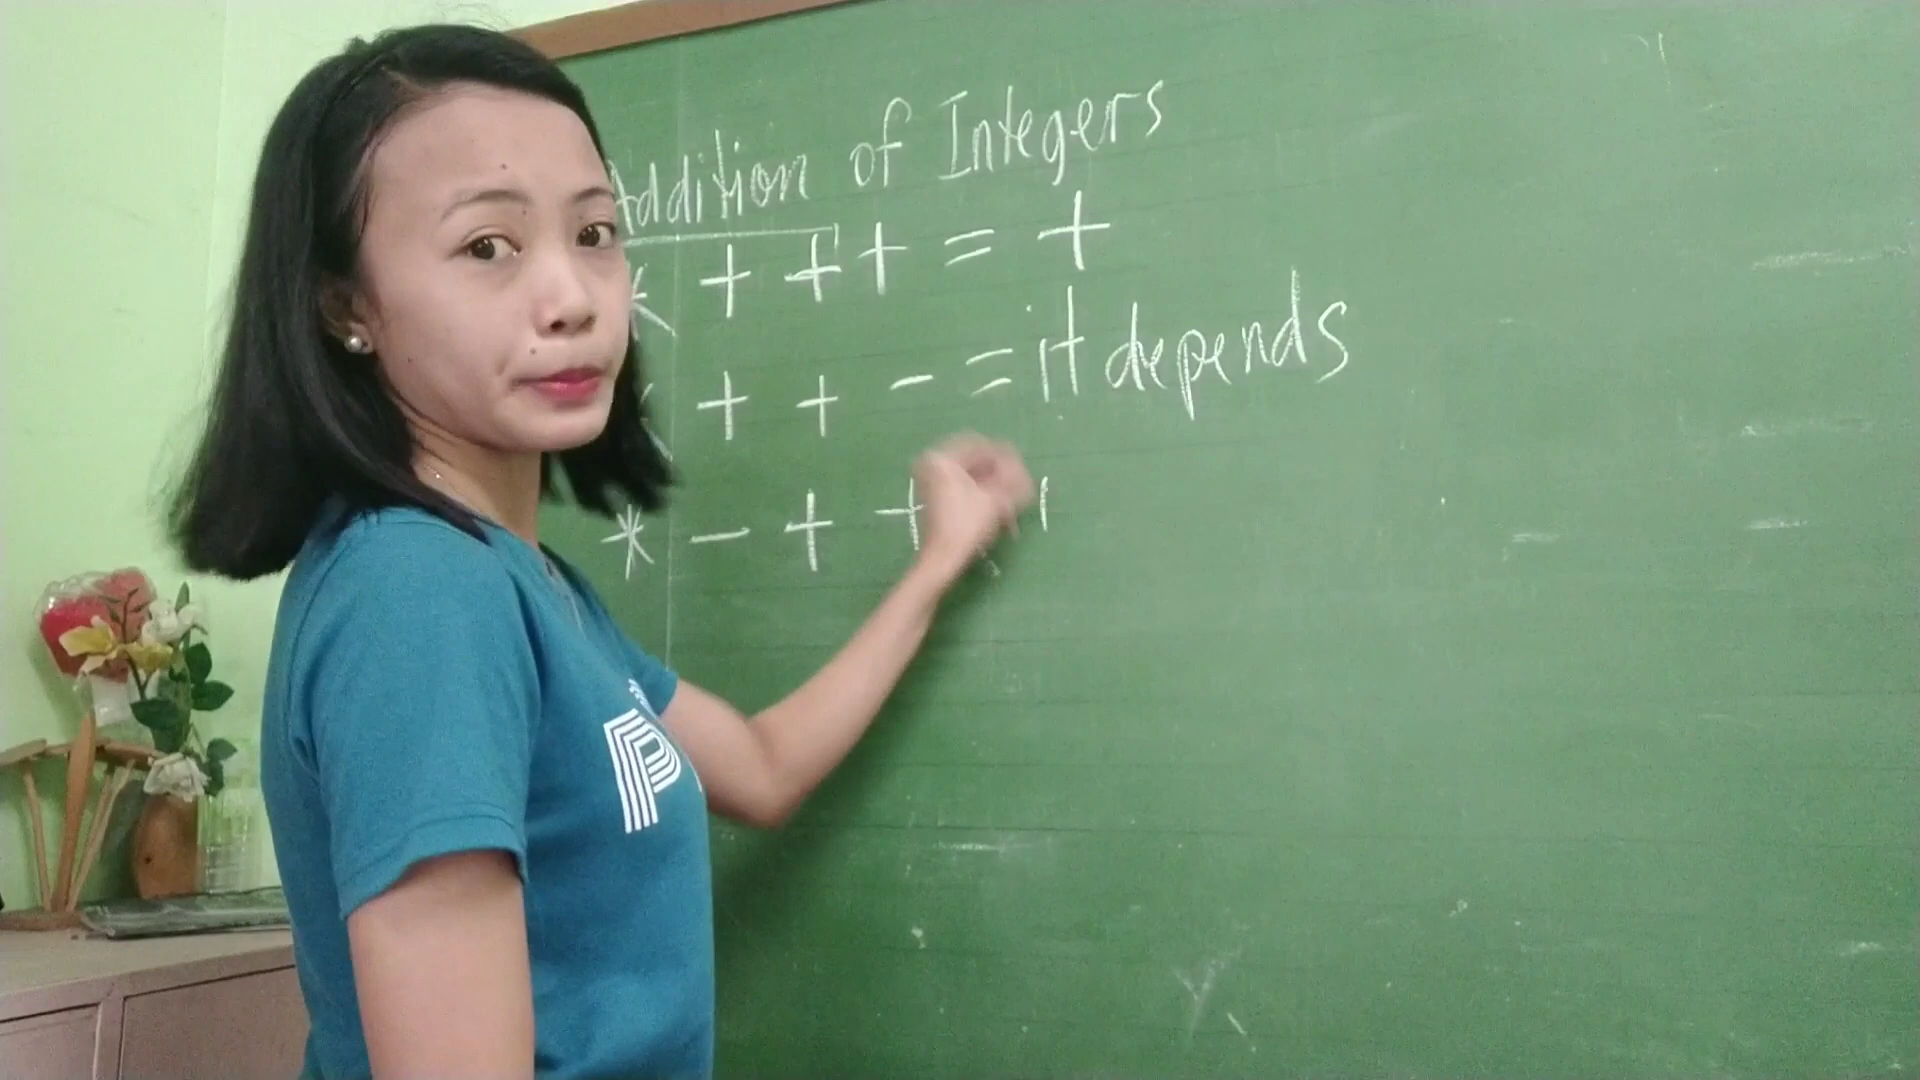 Addition of Integers
* + + + = +
* + + - = it depends
* - + +
P